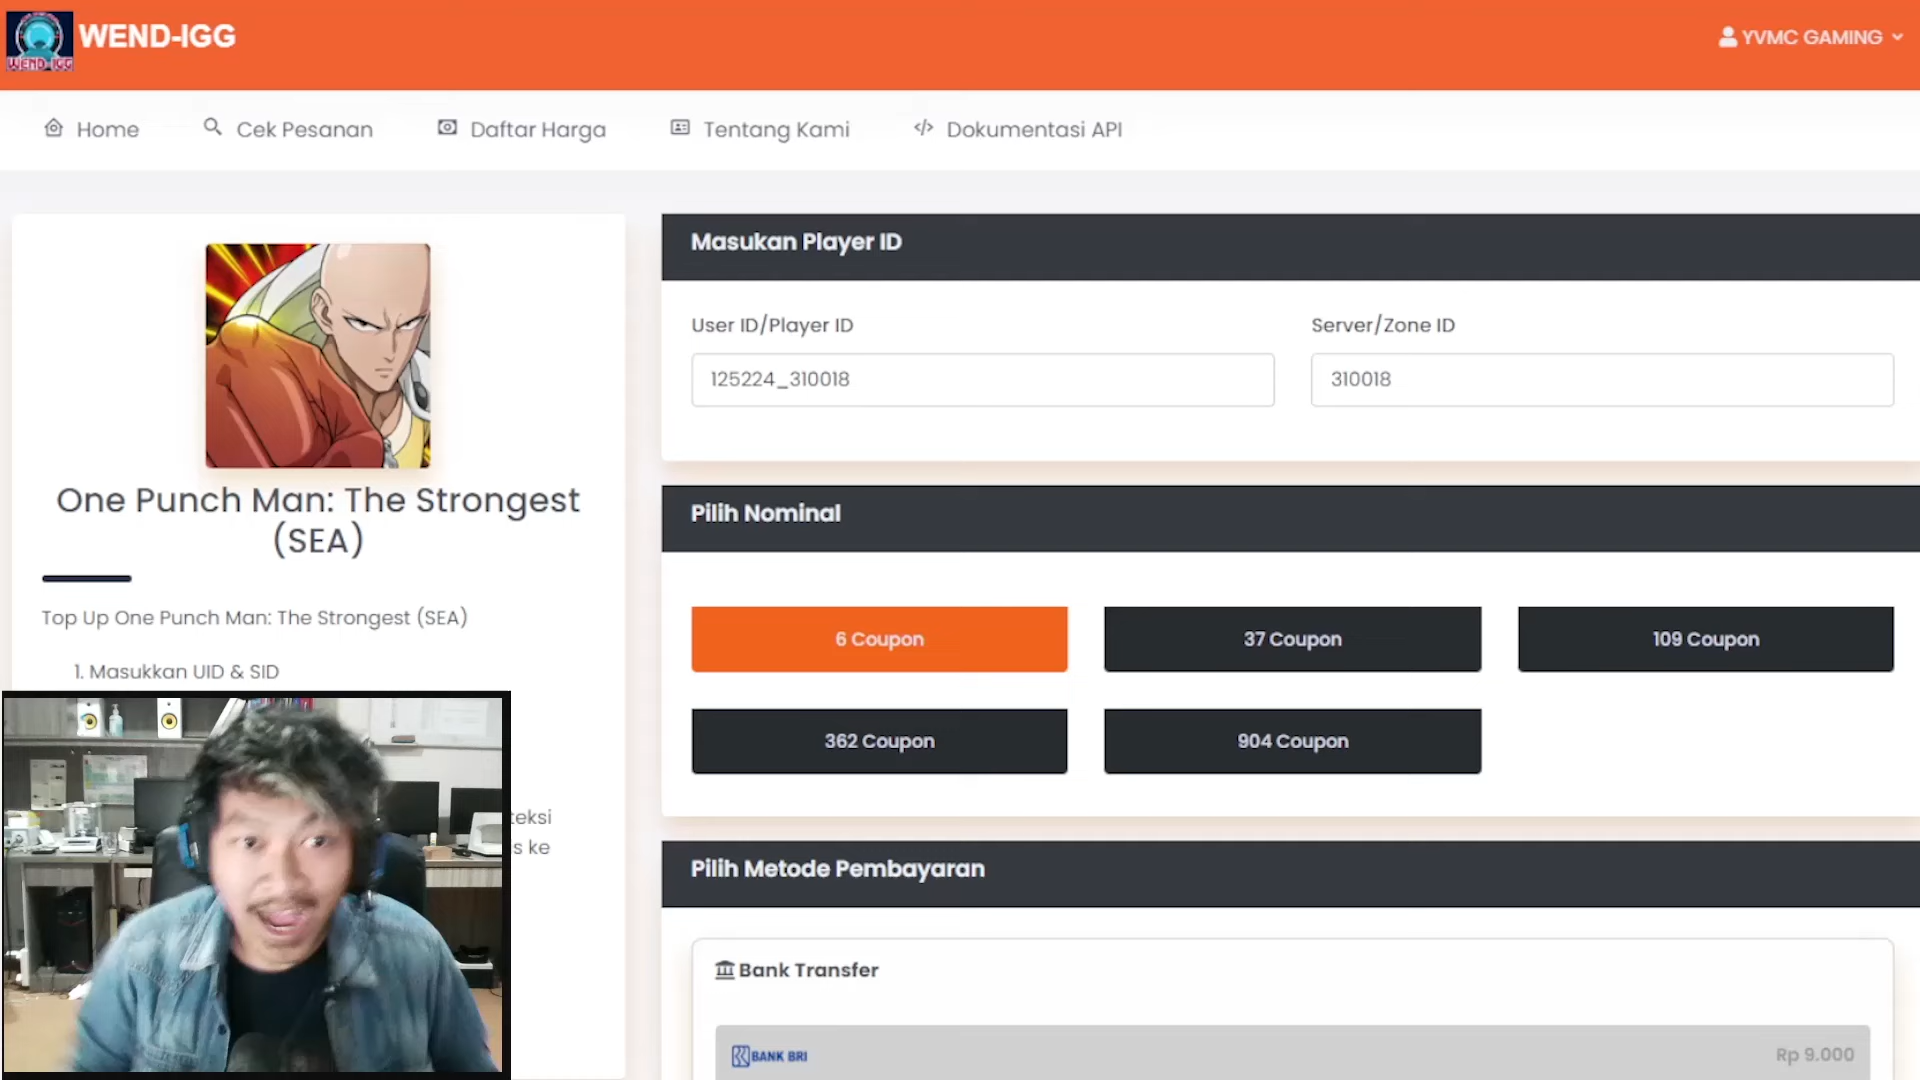 WEND-IGG
WEND-IGG
YVMC GAMING
Home
Cek Pesanan
Daftar Harga
Tentang Kami
</> Dokumentasi API
One Punch Man: The Strongest
(SEA)
Top Up One Punch Man: The Strongest (SEA)
1. Masukkan UID & SID
teksi
s ke
Masukan Player ID
User ID/Player ID
Server/Zone ID
125224_310018
310018
Pilih Nominal
6 Coupon
37 Coupon
109 Coupon
362 Coupon
904 Coupon
Pilih Metode Pembayaran
Bank Transfer
BANK BRI
Rp 9.000